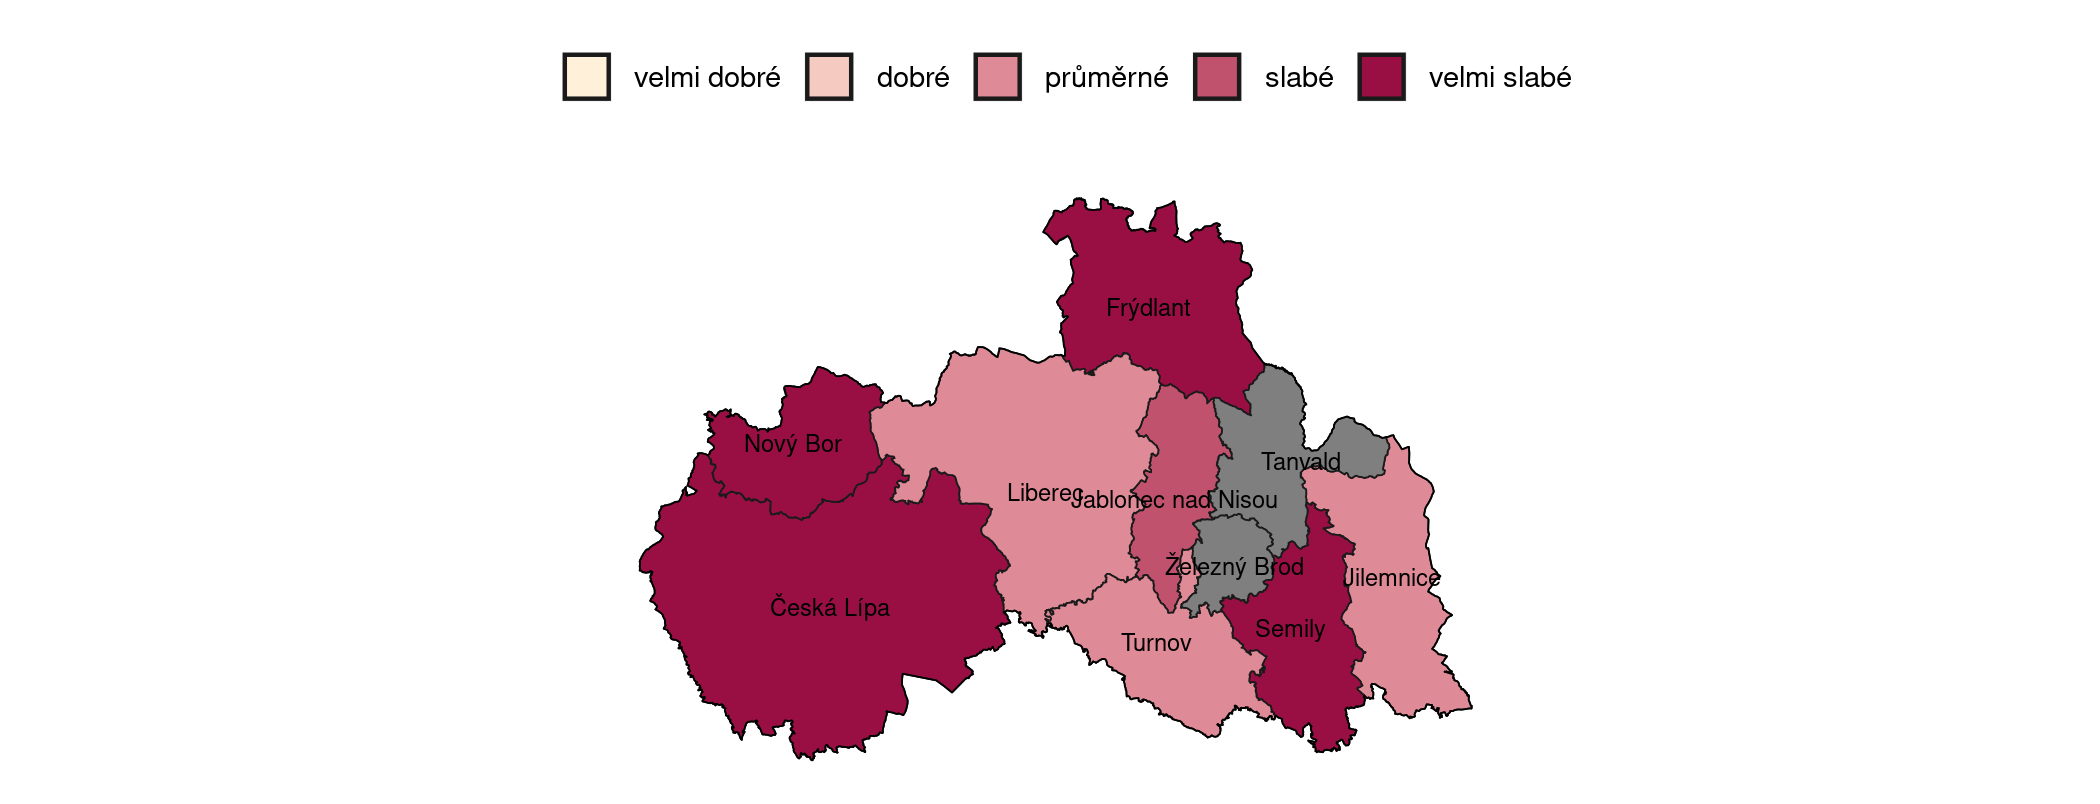 velmi dobré dobré průměrné slabé velmi slabé
Frýdlant
Nový Bor
Tanvald
Liberec
Jablonec nad Nisou
Železný Brod
Jilemnice
Česká Lípa
Semily
Turnov